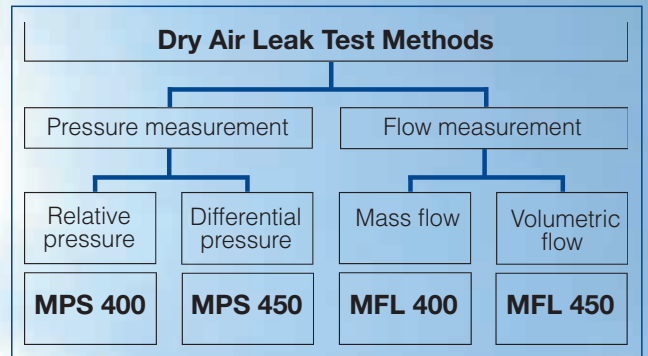 Dry Air Leak Test Methods
Pressure measurement
Flow measurement
Relative
pressure
Differential
pressure
Mass flow
Volumetric
flow
MPS 400
MPS 450
MFL 400
MFL 450